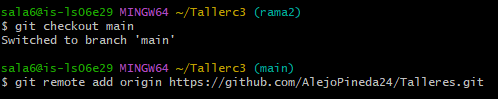 sala6@is-ls06e29 MINGW64 ~/Tallerc3 (rama2)
$ git checkout main
Switched to branch 'main'
sala6@is-ls06e29 MINGW64 ~/Tallerc3 (main)
$ git remote add origin https://github.com/AlejoPineda24/Talleres.git